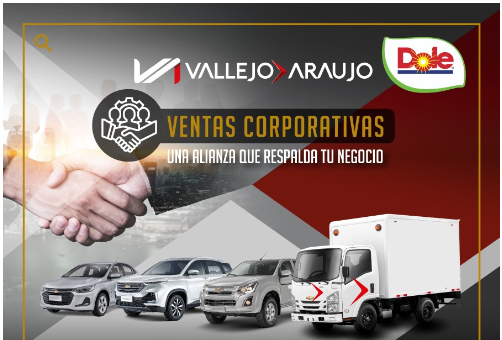 VALLEJO ARAUJO
Dole
VENTAS CORPORATIVAS
UNA ALIANZA QUE RESPALDA TU NEGOCIO